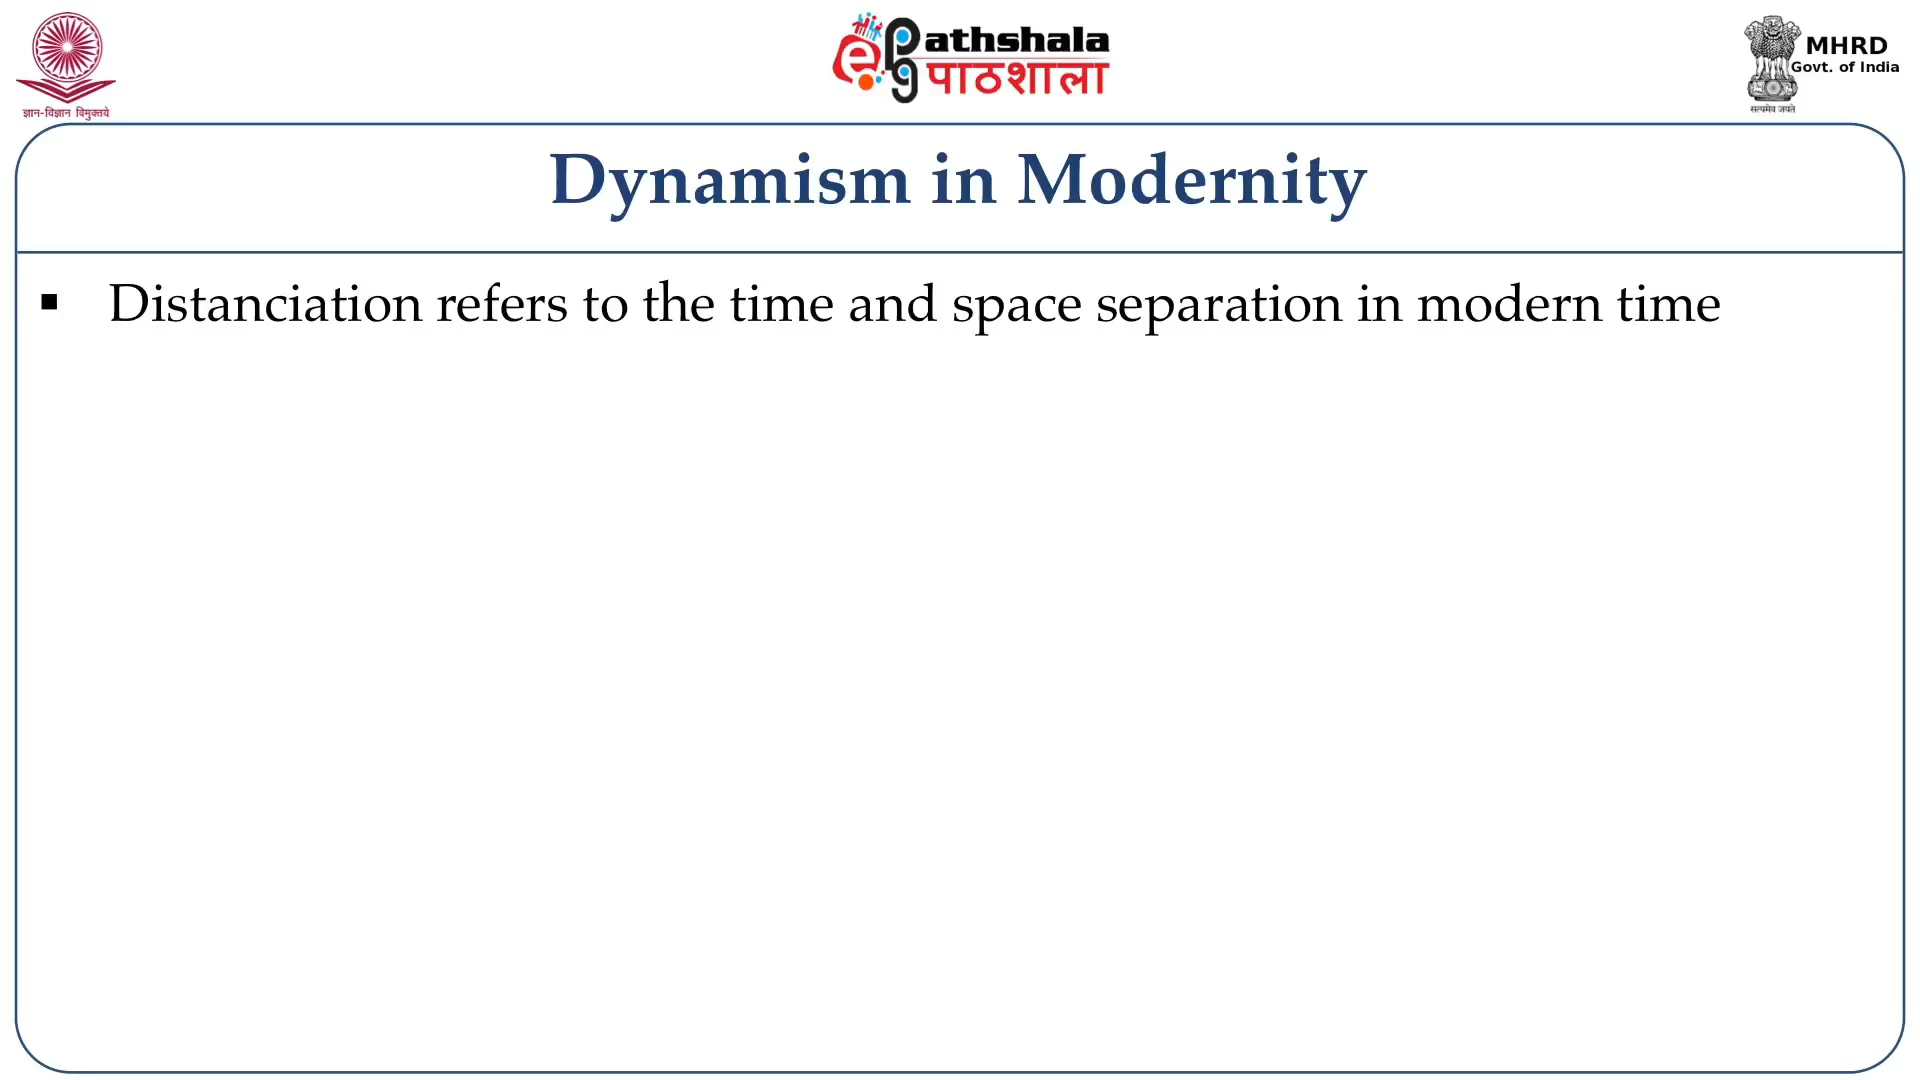 ज्ञान-विज्ञान विमुक्तये
ePathshala
पाठशाला
MHRD
Govt. of India
सत्यमेव जयते
Dynamism in Modernity
▪ Distanciation refers to the time and space separation in modern time